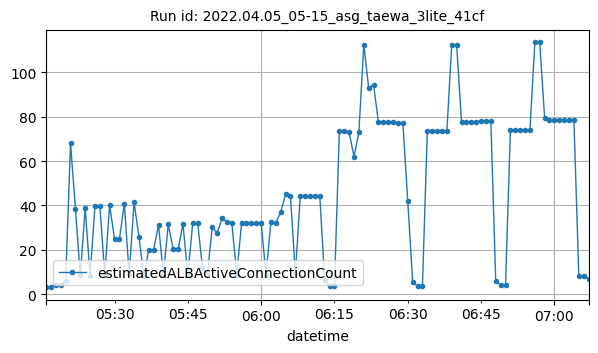 Run id: 2022.04.05_05-15_asg_taewa_3lite_41cf
100
80
60
40
20
0
estimatedALBActiveConnectionCount
05:30 05:45 06:00 06:15 06:30 06:45 07:00
datetime